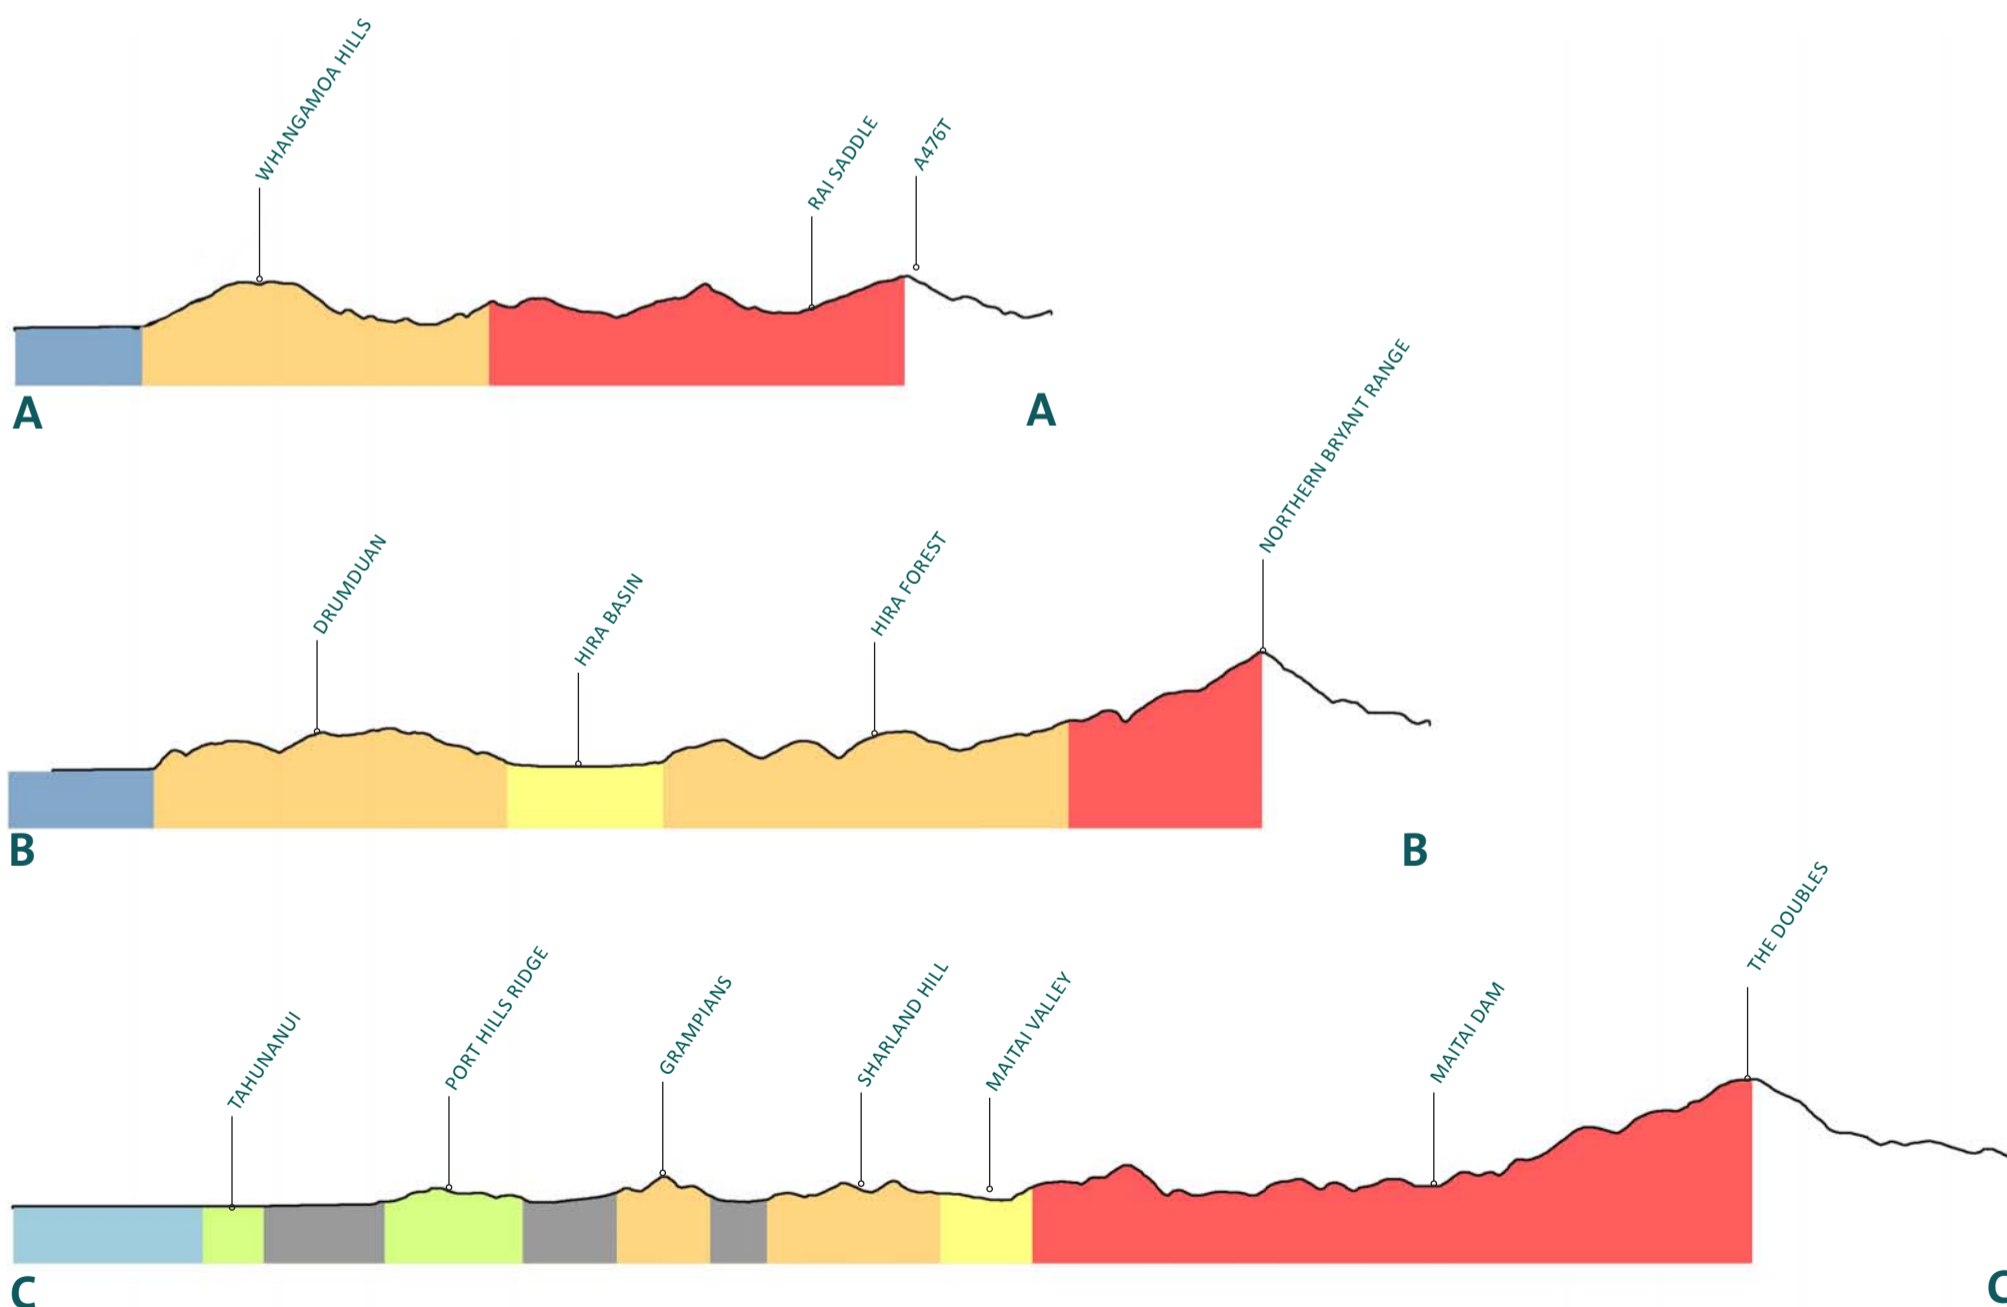 WHANGAMOA HILLS
RAI SADDLE
A476T
A
A
DRUMDUAN
HIRA BASIN
HIRA FOREST
NORTHERN BRYANT RANGE
B
B
TAHUNANUI
PORT HILLS RIDGE
GRAMPIANS
SHARLAND HILL
MAITAI VALLEY
MAITAI DAM
THE DOUBLES
C
C